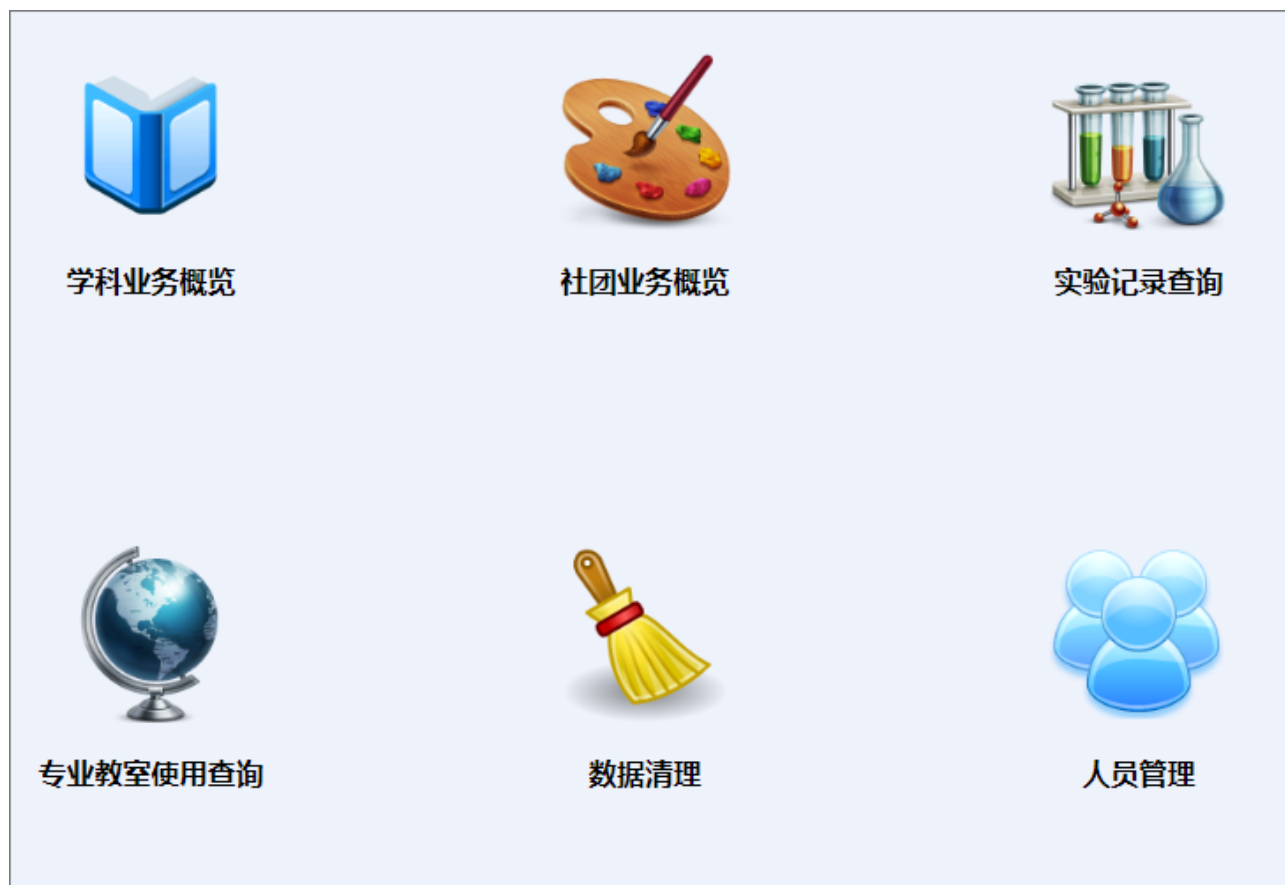 学科业务概览
社团业务概览
实验记录查询
专业教室使用查询
数据清理
人员管理